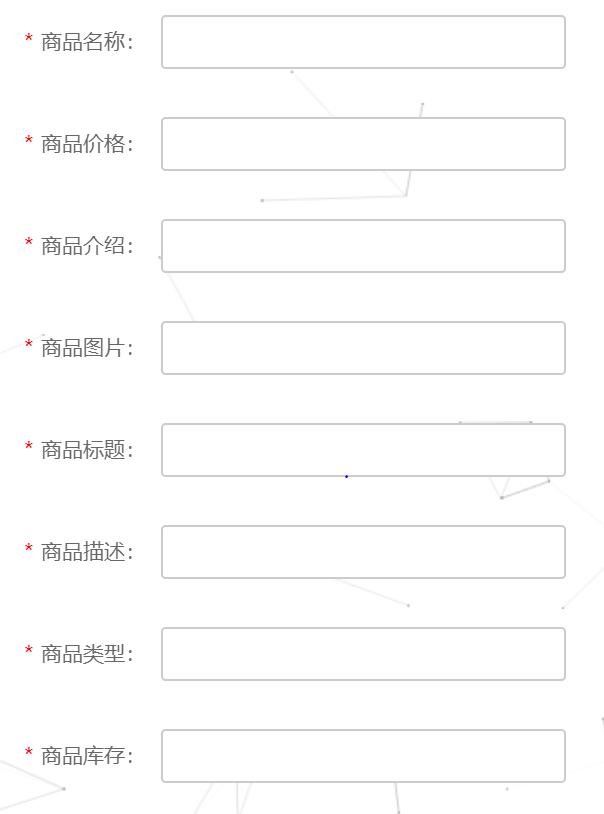 * 商品名称：
* 商品价格：
* 商品介绍：
* 商品图片：
* 商品标题：
* 商品描述：
* 商品类型：
* 商品库存：